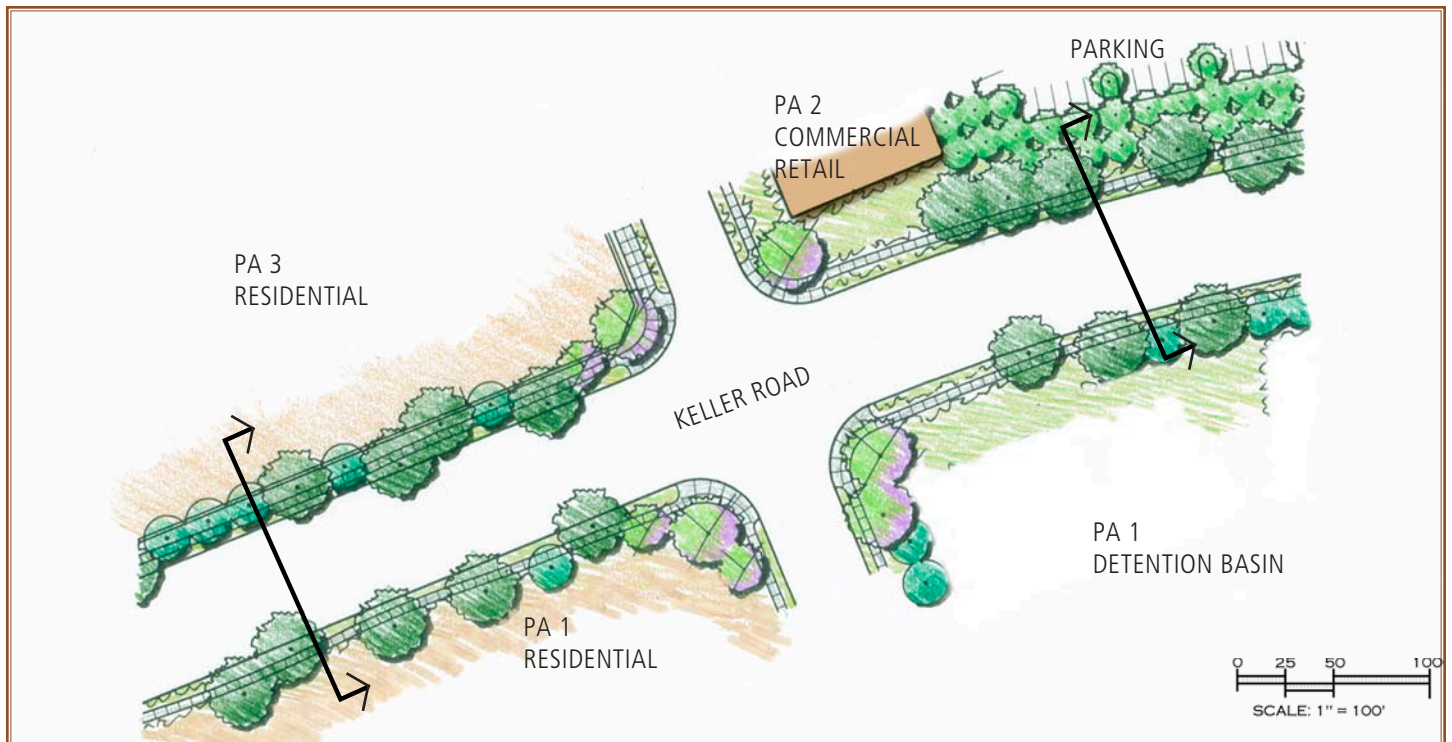 PARKING
PA 2
COMMERCIAL
RETAIL
PA 3
RESIDENTIAL
KELLER ROAD
PA 1
DETENTION BASIN
PA 1
RESIDENTIAL
0 25 50 100
SCALE: 1" = 100'